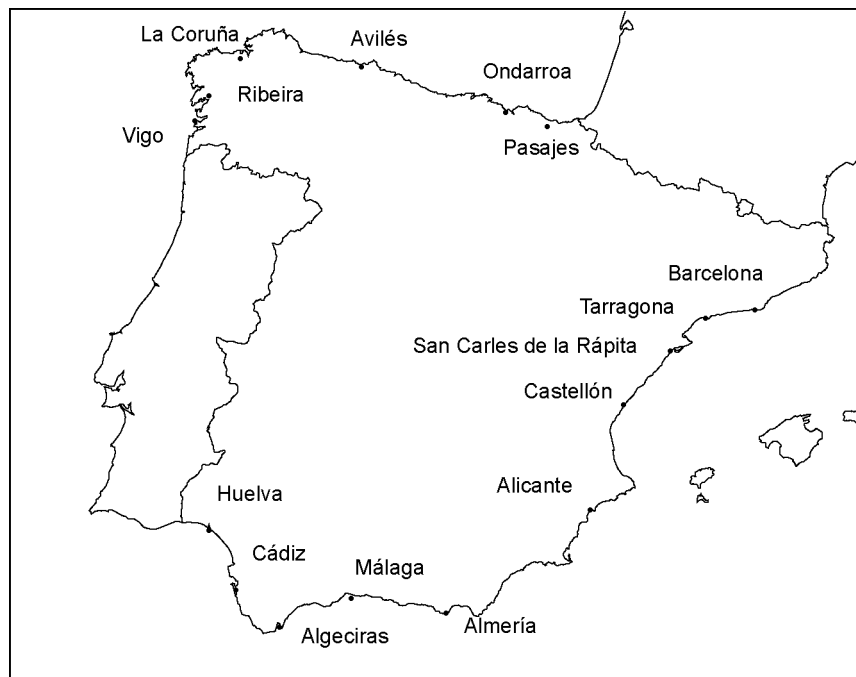 La Coruña
Avilés
Ondarroa
Ribeira
Vigo
Pasajes
Barcelona
Tarragona
San Carles de la Rápita
Castellón
Alicante
Huelva
Cádiz
Málaga
Algeciras
Almería